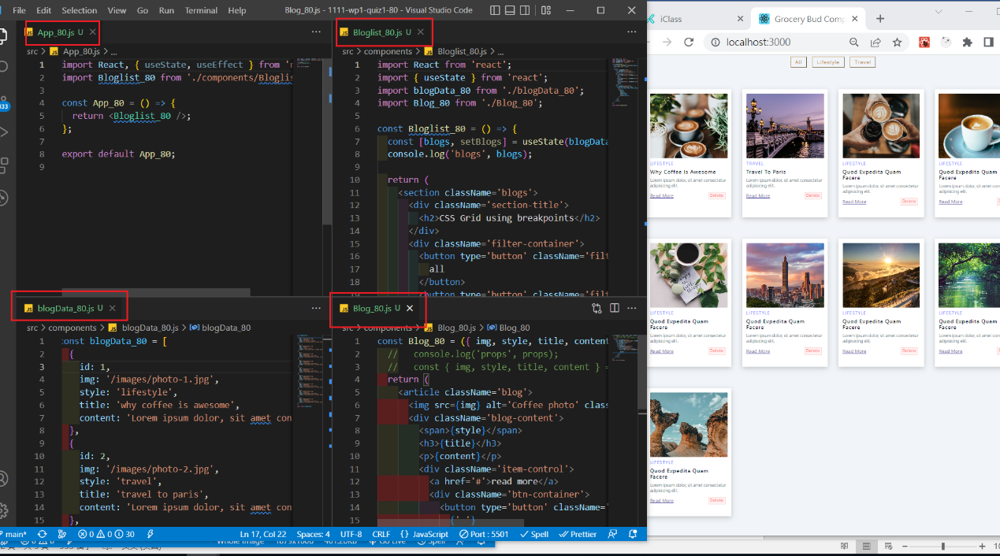 File Edit Selection View Go Run Terminal Help
Blog_80.js - 1111-wp1-quiz1-80 - Visual Studio Code
App_80.js U
src > App_80.js > ...
1 import React, { useState, useEffect } from
2 import Bloglist_80 from './components/Bloglis
3
4 const App_80 = () => {
5 return <Bloglist_80 />;
6 };
7
8 export default App_80;
9
Bloglist_80.js U
src > components > Bloglist_80.js > ...
1 import React from 'react';
2 import { useState } from 'react';
3 import blogData_80 from './blogData_80';
4 import Blog_80 from './Blog_80';
5
6 const Bloglist_80 = () => {
7 const [blogs, setBlogs] = useState(blogData
8 console.log('blogs', blogs);
9
10 return (
11 <section className='blogs'>
12 <div className='section-title'>
13 <h2>CSS Grid using breakpoints</h2>
14 </div>
15 <div className='filter-container'>
16 <button type='button' className='filt
17 all
18 </button>
19 <button type='button' className='filt
blogData_80.js U
src > components > blogData_80.js > blogData_80
1 const blogData_80 = [
2 {
3 id: 1,
4 img: '/images/photo-1.jpg',
5 style: 'lifestyle',
6 title: 'why coffee is awesome',
7 content: 'Lorem ipsum dolor, sit amet con
8 },
9 {
10 id: 2,
11 img: '/images/photo-2.jpg',
12 style: 'travel',
13 title: 'travel to paris',
14 content: 'Lorem ipsum dolor, sit amet con
15 },
Blog_80.js U
src > components > Blog_80.js > Blog_80
1 const Blog_80 = ({ img, style, title, content
2 // console.log('props', props);
3 // const { img, style, title, content } =
4 return (
5 <article className='blog'>
6 <img src={img} alt='Coffee photo' clas
7 <div className='blog-content'>
8 <span>{style}</span>
9 <h3>{title}</h3>
10 <p>{content}</p>
11 <div className='item-control'>
12 <a href='#'>read more</a>
13 <div className='btn-container'>
14 <button type='button' className='
15 {' '}
main* 0 0 30 Ln 17, Col 22 Spaces: 4 UTF-8 CRLF {} JavaScript Port : 5501 Spell Prettier
Whole image Go Live Spell
iClass
Grocery Bud Comp
localhost:3000
All Lifestyle Travel
LIFESTYLE
Why Coffee Is Awesome
Lorem ipsum dolor, sit amet consectetur
adipisicing elit.
Read More Delete
TRAVEL
Travel To Paris
Lorem ipsum dolor, sit amet consectetur
adipisicing elit.
Read More Delete
LIFESTYLE
Quod Expedita Quam
Facere
Lorem ipsum dolor, sit amet consectetur
adipisicing elit.
Read More Delete
LIFESTYLE
Quod Expedita Quam
Facere
Lorem ipsum dolor, sit amet consectetur
adipisicing elit.
Read More
LIFESTYLE
Quod Expedita Quam
Facere
Lorem ipsum dolor, sit amet consectetur
adipisicing elit.
Read More Delete
LIFESTYLE
Quod Expedita Quam
Facere
Lorem ipsum dolor, sit amet consectetur
adipisicing elit.
Read More Delete
LIFESTYLE
Quod Expedita Quam
Facere
Lorem ipsum dolor, sit amet consectetur
adipisicing elit.
Read More Delete
LIFESTYLE
Quod Expedita Quam
Facere
Lorem ipsum dolor, sit amet consectetur
adipisicing elit.
Read More
LIFESTYLE
Quod Expedita Quam
Facere
Lorem ipsum dolor, sit amet consectetur
adipisicing elit.
Read More Delete